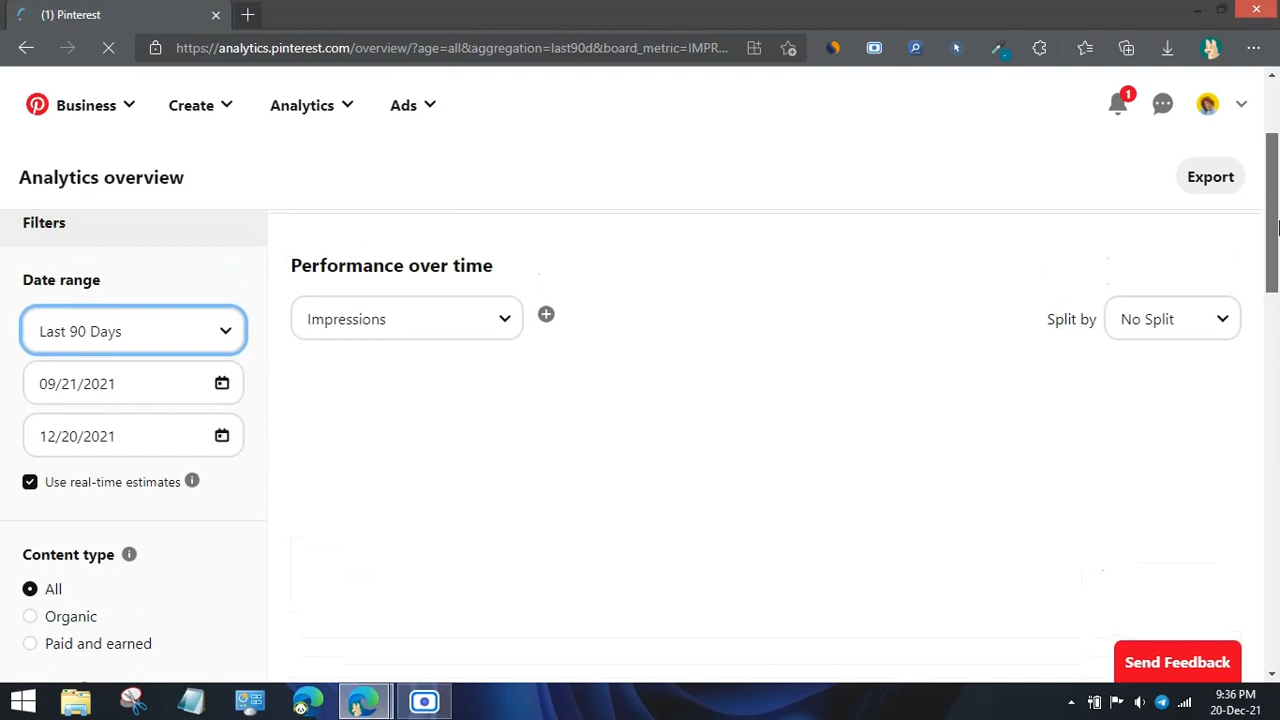 (1) Pinterest
https://analytics.pinterest.com/overview/?age=all&aggregation=last90d&board_metric=IMPR...
Business
Create
Analytics
Ads
1
Analytics overview
Export
Filters
Date range
Last 90 Days
09/21/2021
12/20/2021
Use real-time estimates
Content type
All
Organic
Paid and earned
Performance over time
Impressions
Split by
No Split
Send Feedback
9:36 PM
20-Dec-21